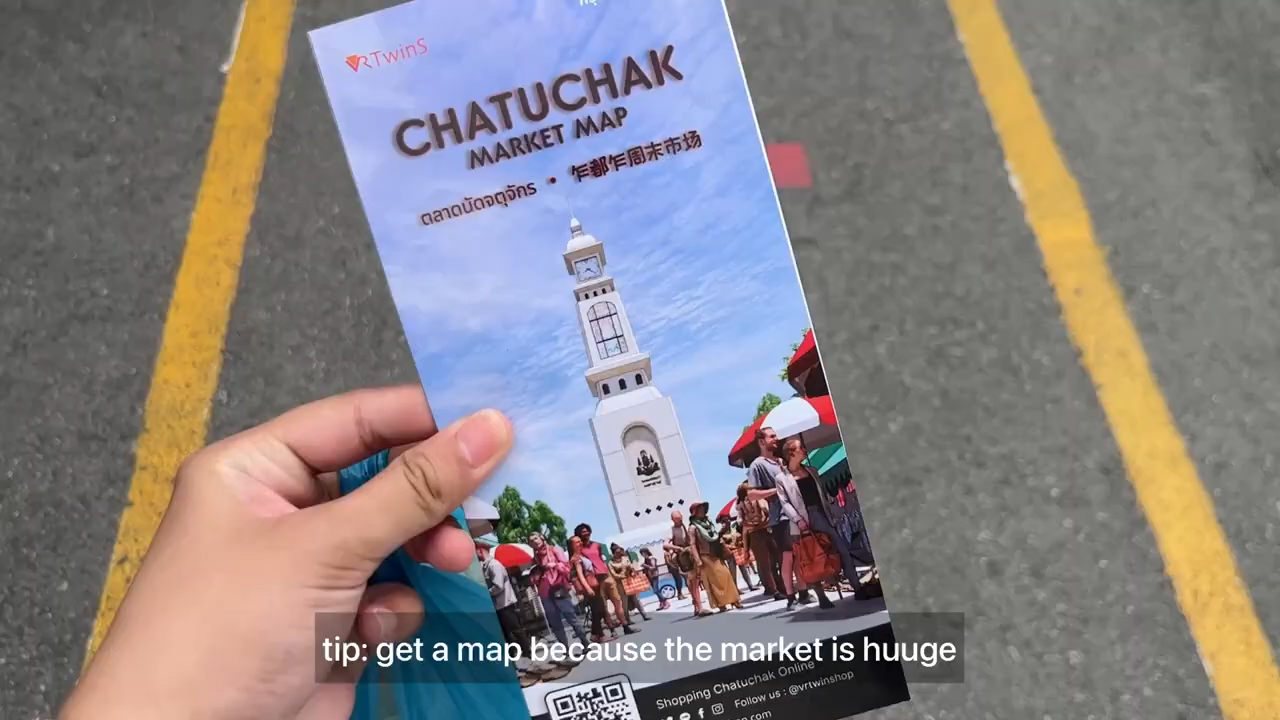 VRTwinS
CHATUCHAK
MARKET MAP
ตลาดนัดจตุจักร • 乍都乍周末市场
tip: get a map because the market is huuge
Shopping Chatuchak Online
Follow us : @vrtwinshop